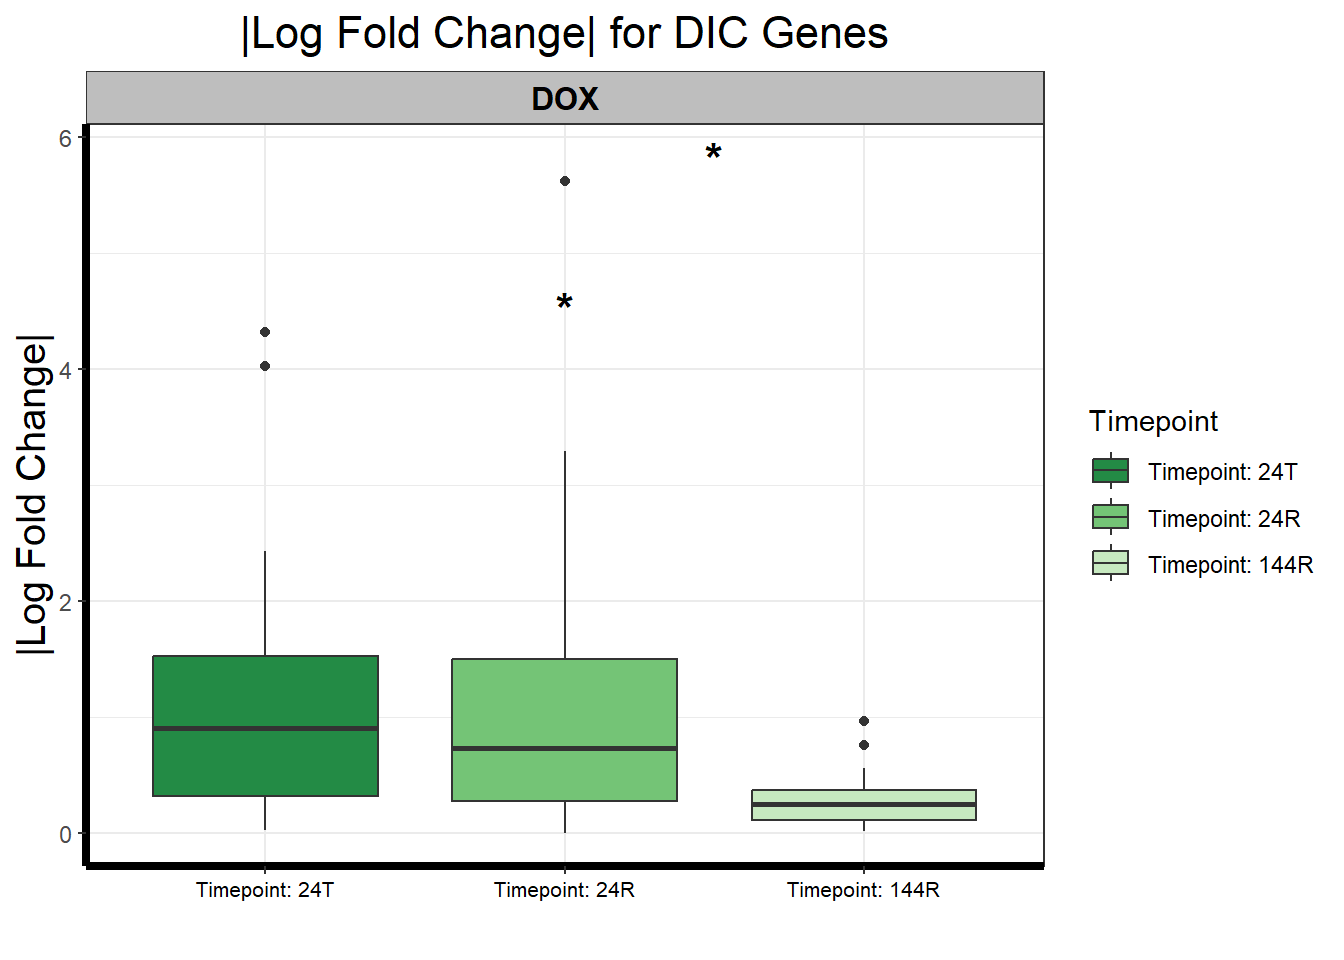 |Log Fold Change| for DIC Genes
DOX
*
*
6
4
2
0
|Log Fold Change|
Timepoint: 24T
Timepoint: 24R
Timepoint: 144R
Timepoint
Timepoint: 24T
Timepoint: 24R
Timepoint: 144R